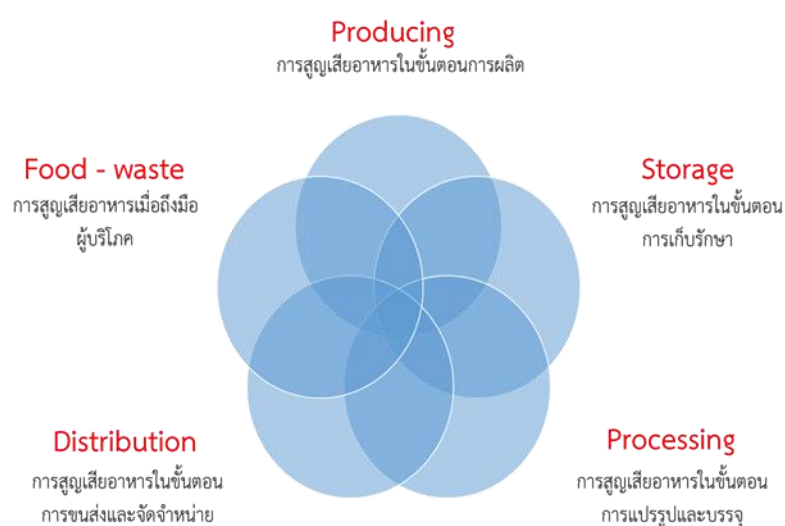 Producing
การสูญเสียอาหารในขั้นตอนการผลิต
Food - waste
การสูญเสียอาหารเมื่อถึงมือ
ผู้บริโภค
Storage
การสูญเสียอาหารในขั้นตอน
การเก็บรักษา
Distribution
การสูญเสียอาหารในขั้นตอน
การขนส่งและจัดจำหน่าย
Processing
การสูญเสียอาหารในขั้นตอน
การแปรรูปและบรรจุ